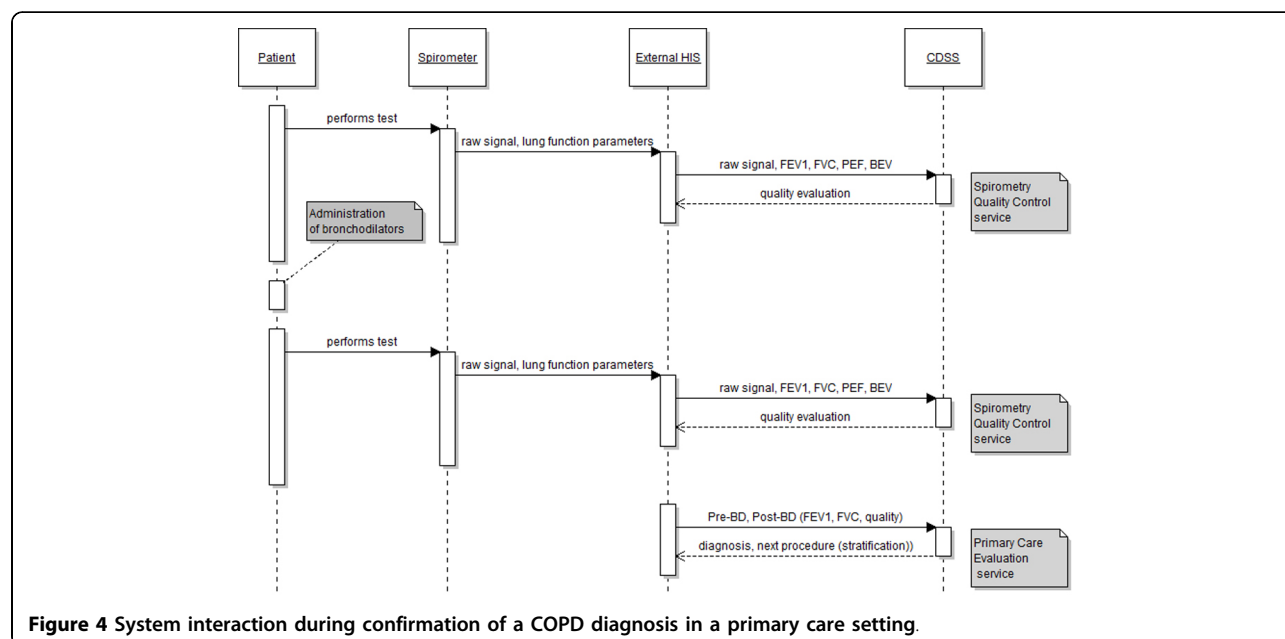 Patient
Spirometer
External HIS
CDSS
performs test
raw signal, lung function parameters
raw signal, FEV1, FVC, PEF, BEV
quality evaluation
Spirometry
Quality Control
service
Administration
of bronchodilators
performs test
raw signal, lung function parameters
raw signal, FEV1, FVC, PEF, BEV
quality evaluation
Spirometry
Quality Control
service
Pre-BD, Post-BD (FEV1, FVC, quality)
diagnosis, next procedure (stratification))
Primary Care
Evaluation
service
Figure 4 System interaction during confirmation of a COPD diagnosis in a primary care setting.